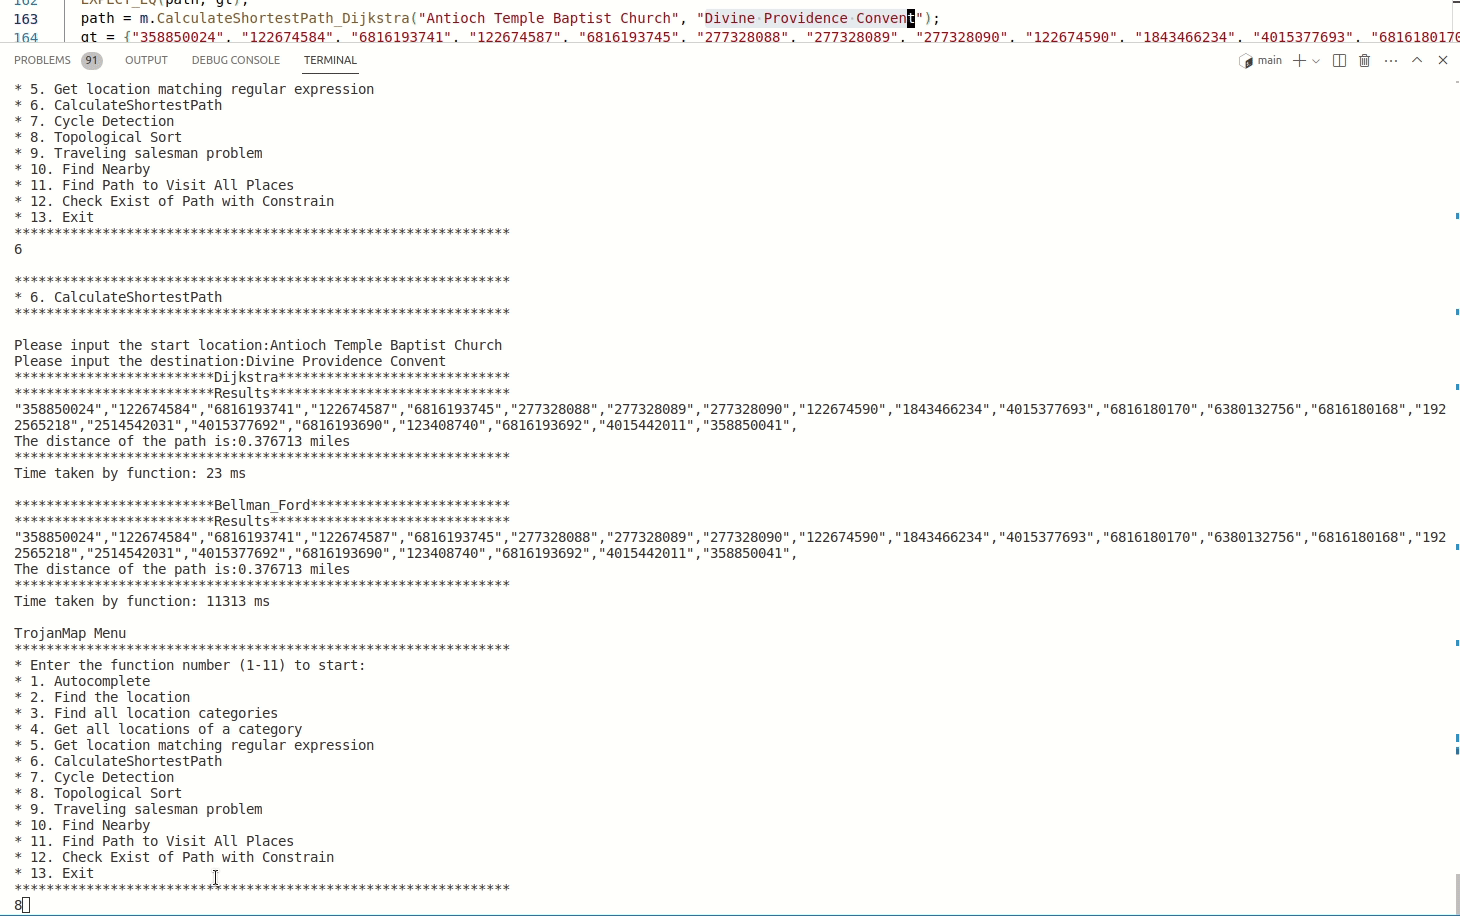 162 EXPECT_EQ(path, gt);
163 path = m.CalculateShortestPath_Dijkstra("Antioch Temple Baptist Church", "Divine Providence Convent");
164 gt = {"358850024", "122674584", "6816193741", "122674587", "6816193745", "277328088", "277328089", "277328090", "122674590", "1843466234", "4015377693", "6816180170
PROBLEMS 91 OUTPUT DEBUG CONSOLE TERMINAL main
* 5. Get location matching regular expression
* 6. CalculateShortestPath
* 7. Cycle Detection
* 8. Topological Sort
* 9. Traveling salesman problem
* 10. Find Nearby
* 11. Find Path to Visit All Places
* 12. Check Exist of Path with Constrain
* 13. Exit
**************************************************************
6
**************************************************************
* 6. CalculateShortestPath
**************************************************************
Please input the start location:Antioch Temple Baptist Church
Please input the destination:Divine Providence Convent
*************************Dijkstra*****************************
*************************Results******************************
"358850024","122674584","6816193741","122674587","6816193745","277328088","277328089","277328090","122674590","1843466234","4015377693","6816180170","6380132756","6816180168","192
2565218","2514542031","4015377692","6816193690","123408740","6816193692","4015442011","358850041",
The distance of the path is:0.376713 miles
**************************************************************
Time taken by function: 23 ms
*************************Bellman_Ford*************************
*************************Results******************************
"358850024","122674584","6816193741","122674587","6816193745","277328088","277328089","277328090","122674590","1843466234","4015377693","6816180170","6380132756","6816180168","192
2565218","2514542031","4015377692","6816193690","123408740","6816193692","4015442011","358850041",
The distance of the path is:0.376713 miles
**************************************************************
Time taken by function: 11313 ms
TrojanMap Menu
**************************************************************
* Enter the function number (1-11) to start:
* 1. Autocomplete
* 2. Find the location
* 3. Find all location categories
* 4. Get all locations of a category
* 5. Get location matching regular expression
* 6. CalculateShortestPath
* 7. Cycle Detection
* 8. Topological Sort
* 9. Traveling salesman problem
* 10. Find Nearby
* 11. Find Path to Visit All Places
* 12. Check Exist of Path with Constrain
* 13. Exit
**************************************************************
8